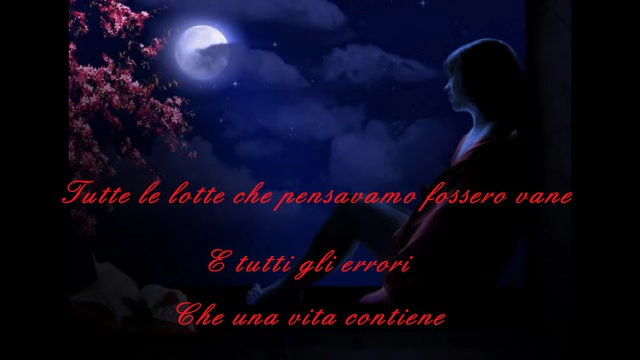 Tutte le lotte che pensavamo fossero vane
E tutti gli errori
Che una vita contiene